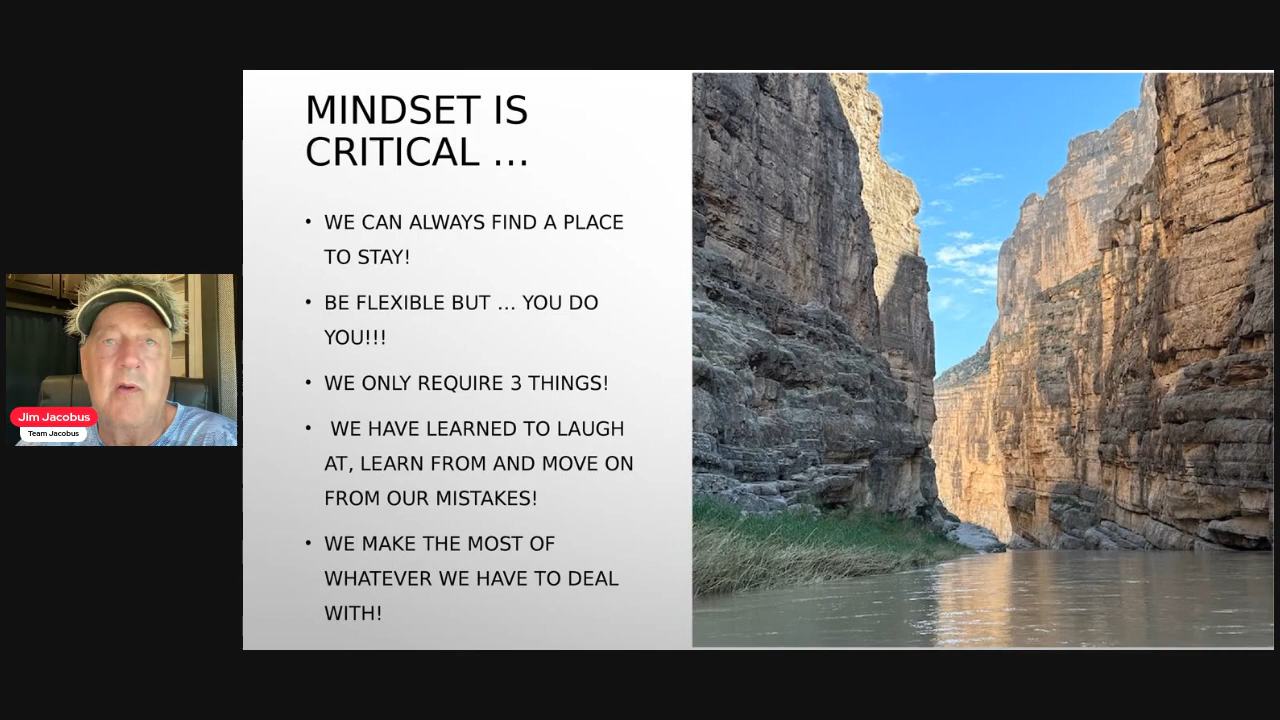 MINDSET IS
CRITICAL ...
• WE CAN ALWAYS FIND A PLACE
TO STAY!
• BE FLEXIBLE BUT ... YOU DO
YOU!!!
• WE ONLY REQUIRE 3 THINGS!
• WE HAVE LEARNED TO LAUGH
AT, LEARN FROM AND MOVE ON
FROM OUR MISTAKES!
• WE MAKE THE MOST OF
WHATEVER WE HAVE TO DEAL
WITH!
Jim Jacobus
Team Jacobus